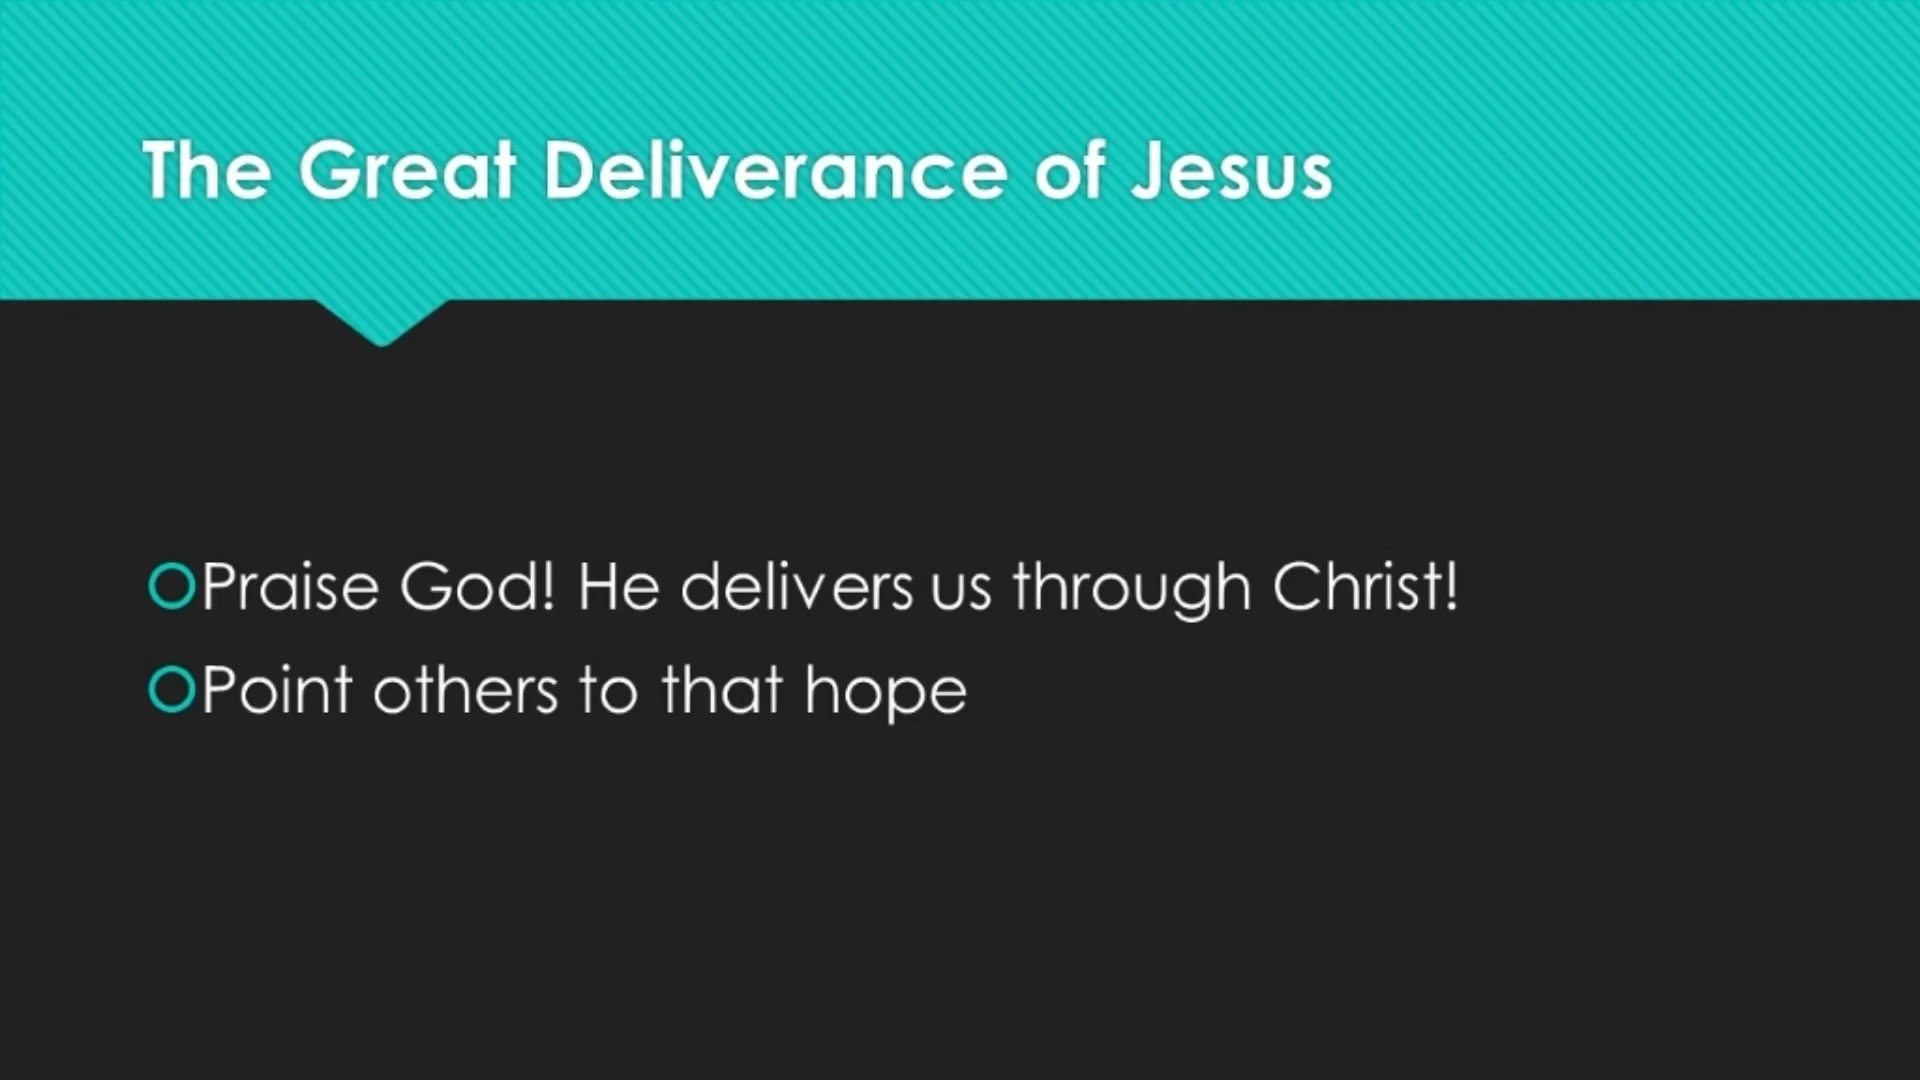 The Great Deliverance of Jesus
Praise God! He delivers us through Christ!
Point others to that hope